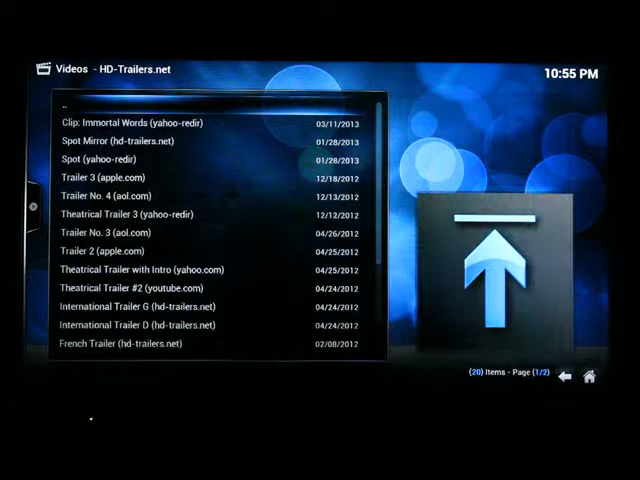 Videos - HD-Trailers.net
10:55 PM
..
Clip: Immortal Words (yahoo-redir) 03/11/2013
Spot Mirror (hd-trailers.net) 01/28/2013
Spot (yahoo-redir) 01/28/2013
Trailer 3 (apple.com) 12/18/2012
Trailer No. 4 (aol.com) 12/13/2012
Theatrical Trailer 3 (yahoo-redir) 12/12/2012
Trailer No. 3 (aol.com) 04/26/2012
Trailer 2 (apple.com) 04/25/2012
Theatrical Trailer with Intro (yahoo.com) 04/25/2012
Theatrical Trailer #2 (youtube.com) 04/24/2012
International Trailer G (hd-trailers.net) 04/24/2012
International Trailer D (hd-trailers.net) 04/24/2012
French Trailer (hd-trailers.net) 02/08/2012
(20) Items - Page (1/2)